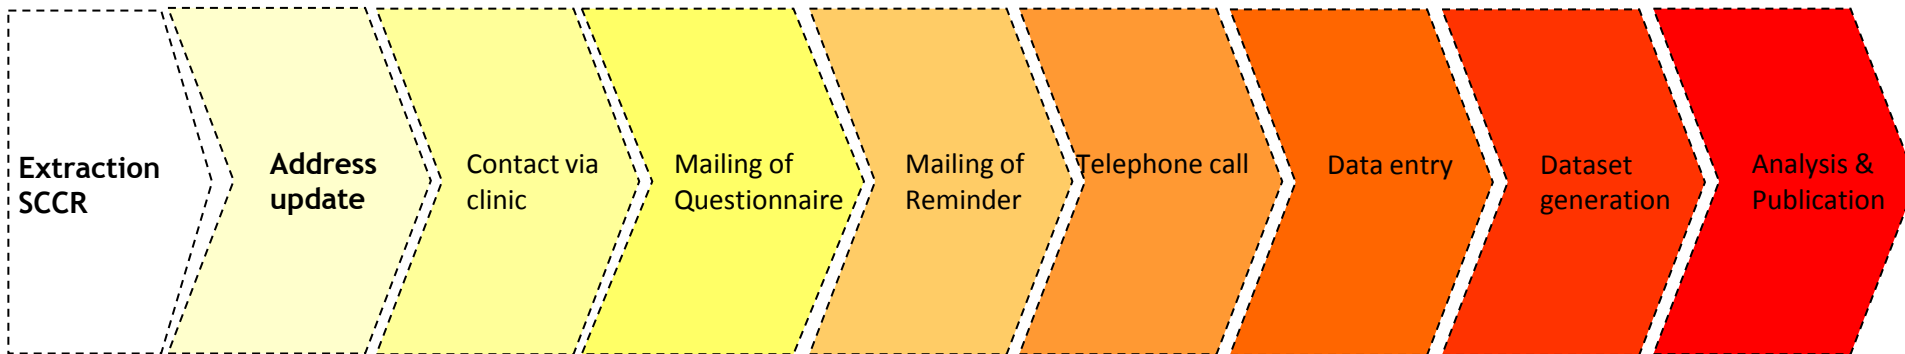 Extraction
SCCR
Address
update
Contact via
clinic
Mailing of
Questionnaire
Mailing of
Reminder
Telephone call
Data entry
Dataset
generation
Analysis &
Publication